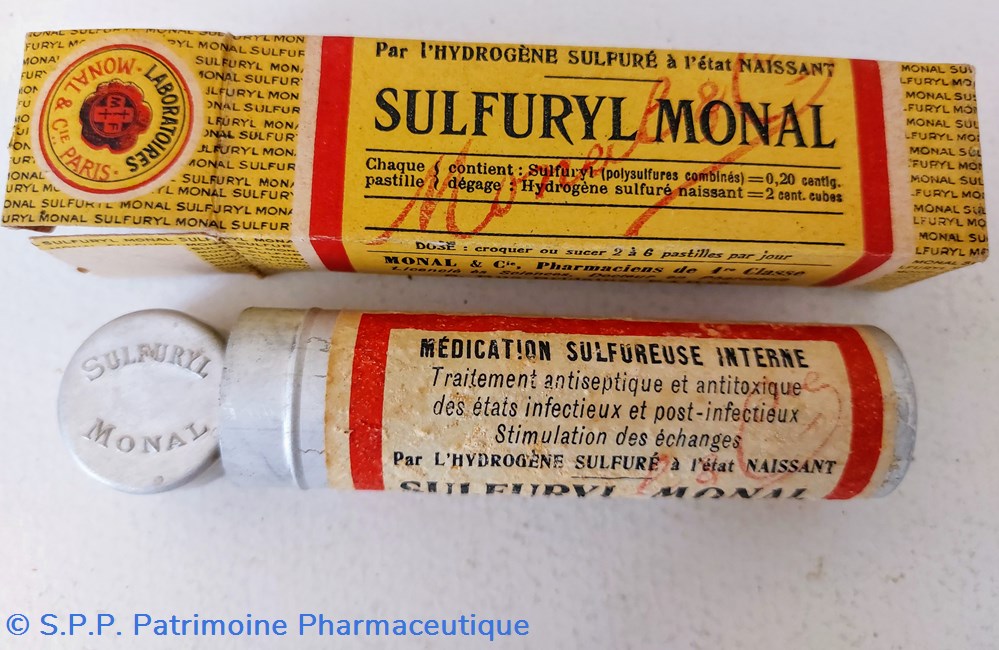 LABORATOIRES
MONAL & Cie. PARIS
Par l'HYDROGÈNE SULFURÉ à l'état NAISSANT
SULFURYL MONAL
Chaque pastille { contient : Sulfuryl (polysulfures combinés) = 0,20 centig.
dégage : Hydrogène sulfuré naissant = 2 cent. cubes
Monal & Cie
DOSE : croquer ou sucer 2 à 6 pastilles par jour
MONAL & Cie, Pharmaciens de 1re Classe
SULFURYL MONAL
SULFURYL
MONAL
MÉDICATION SULFUREUSE INTERNE
Traitement antiseptique et antitoxique
des états infectieux et post-infectieux
Stimulation des échanges
Par L'HYDROGÈNE SULFURÉ à l'état NAISSANT
SULFURYL MONAL
© S.P.P. Patrimoine Pharmaceutique